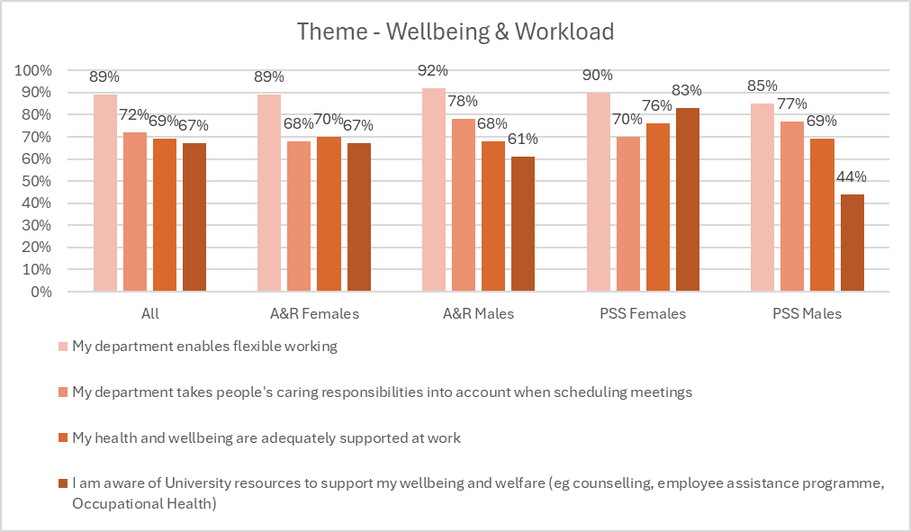 Theme - Wellbeing & Workload
100%
90%
80%
70%
60%
50%
40%
30%
20%
10%
0%
89%
72%
69%
67%
89%
68%
70%
67%
92%
78%
68%
61%
90%
70%
76%
83%
85%
77%
69%
44%
All
A&R Females
A&R Males
PSS Females
PSS Males
My department enables flexible working
My department takes people's caring responsibilities into account when scheduling meetings
My health and wellbeing are adequately supported at work
I am aware of University resources to support my wellbeing and welfare (eg counselling, employee assistance programme,
Occupational Health)